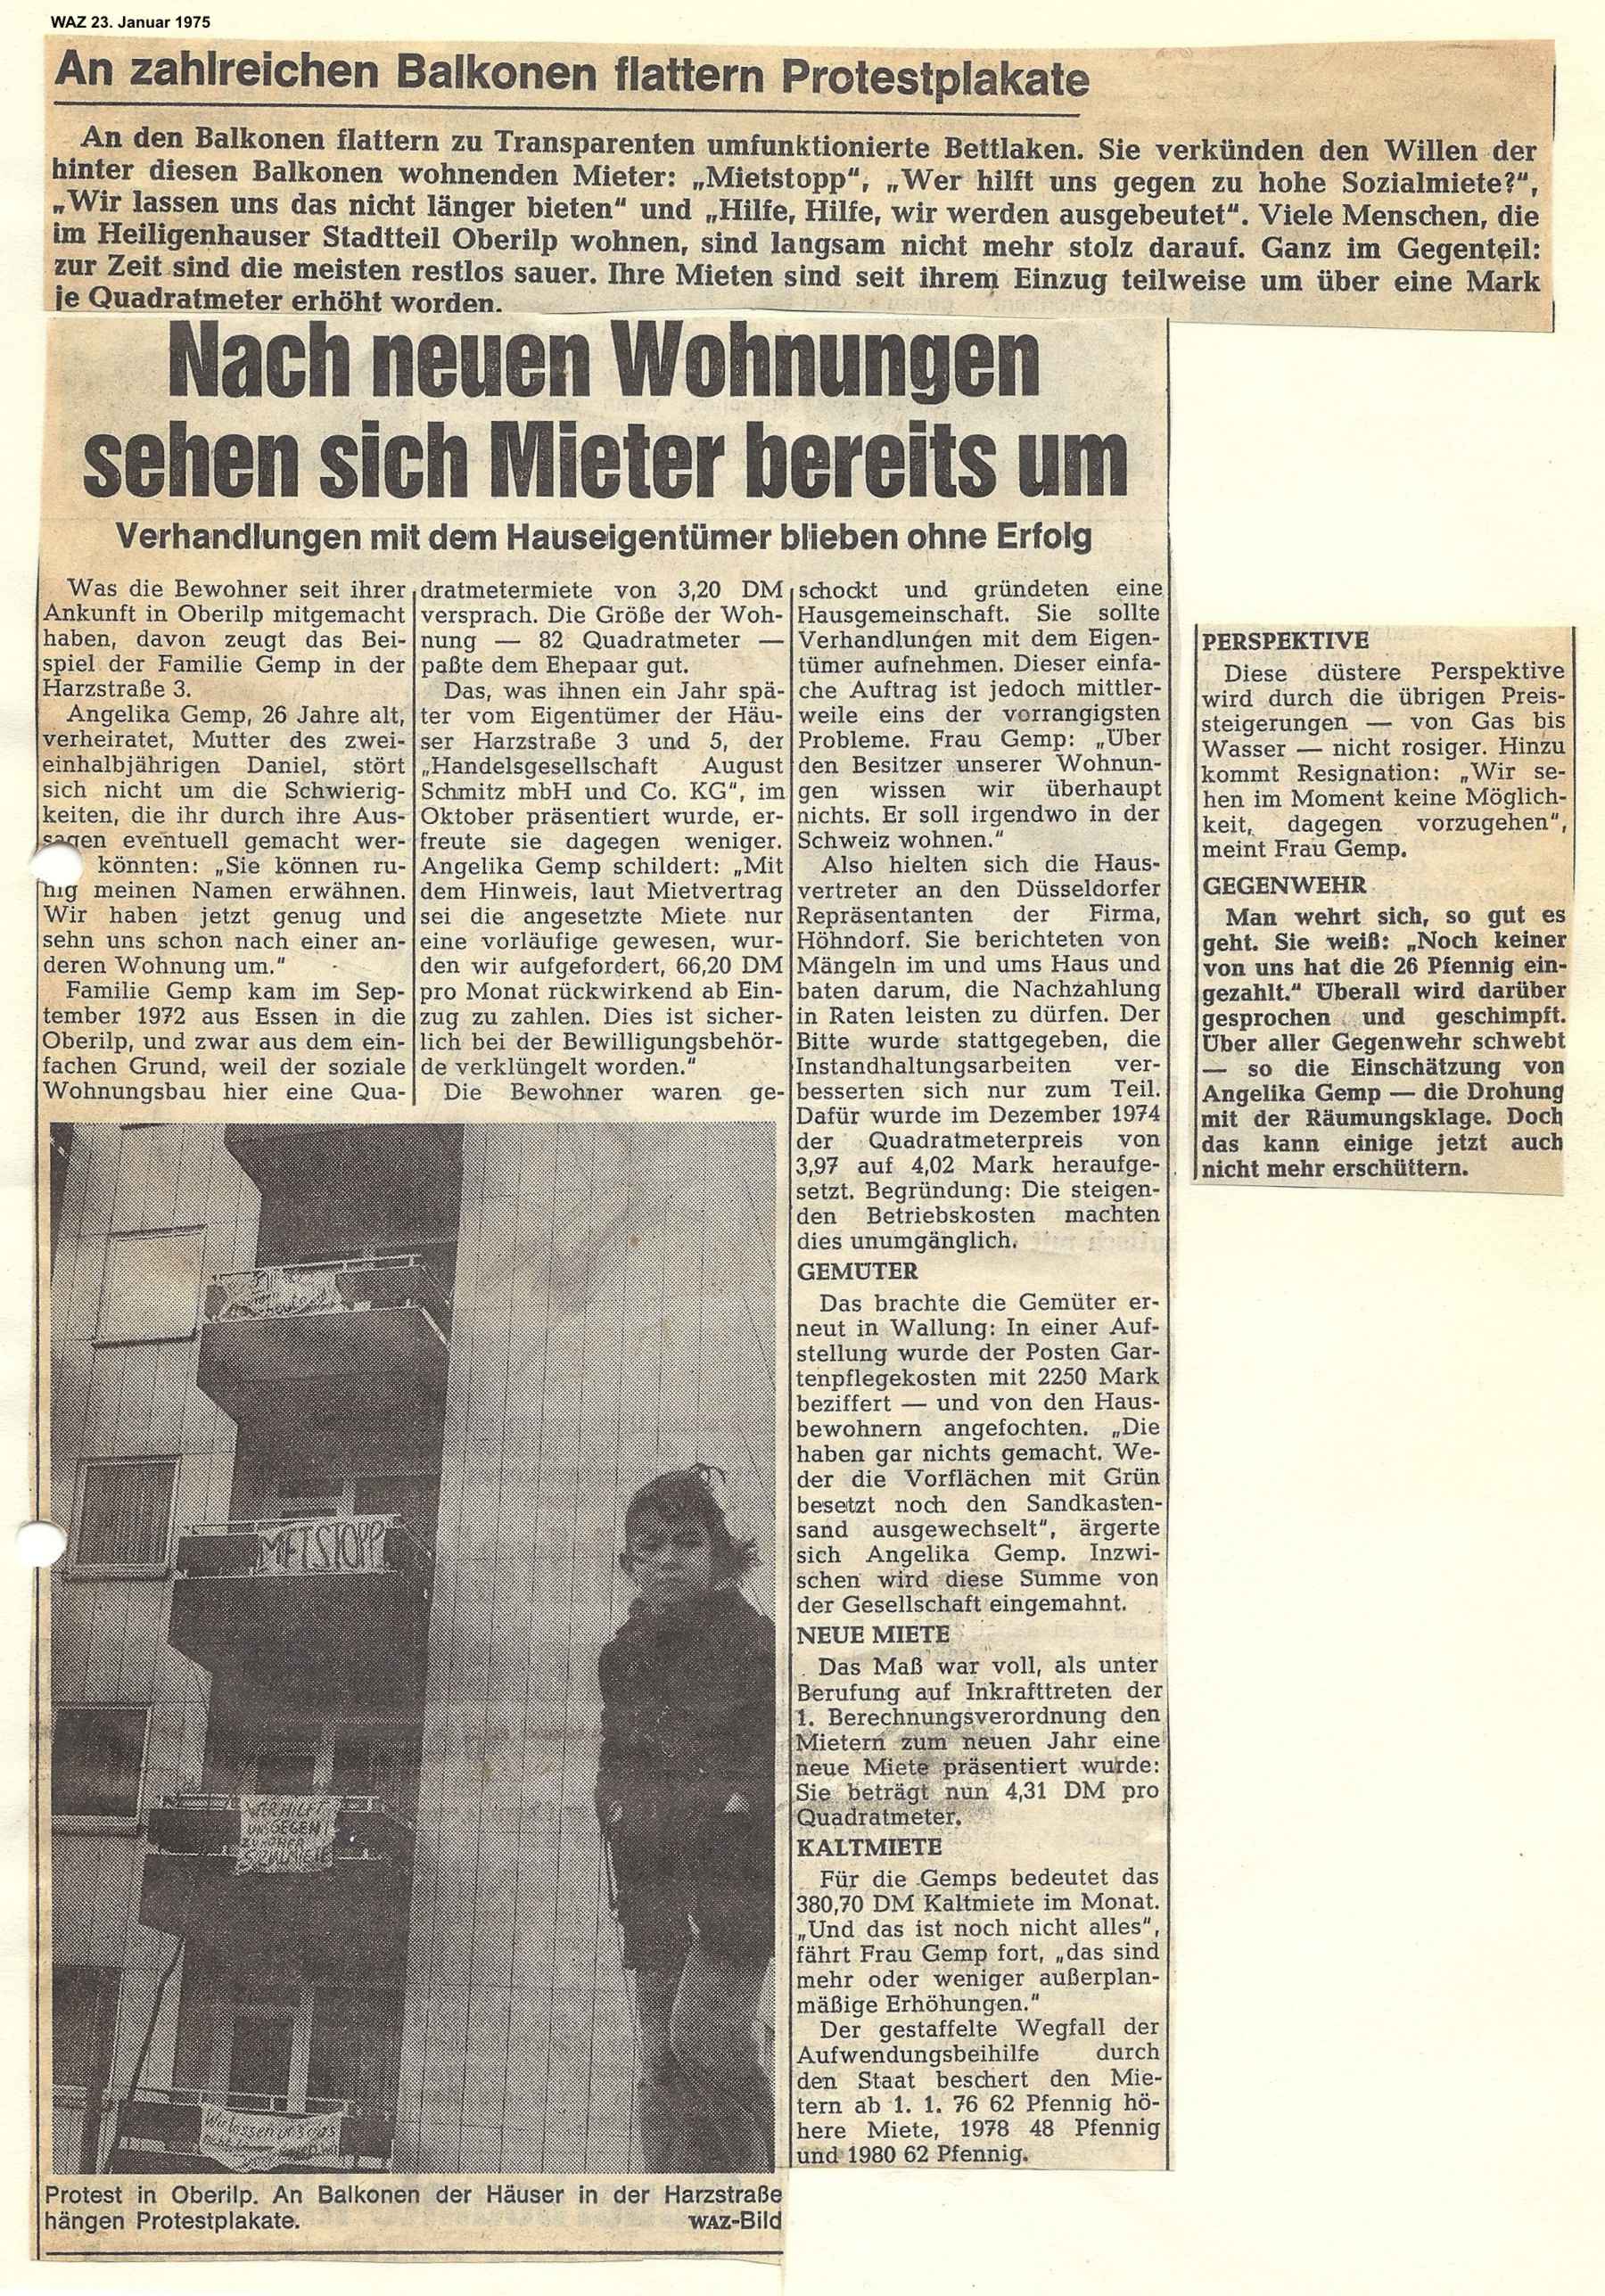 WAZ 23. Januar 1975
An zahlreichen Balkonen flattern Protestplakate
An den Balkonen flattern zu Transparenten umfunktionierte Bettlaken. Sie verkünden den Willen der
hinter diesen Balkonen wohnenden Mieter: „Mietstopp“, „Wer hilft uns gegen zu hohe Sozialmiete?“,
„Wir lassen uns das nicht länger bieten“ und „Hilfe, Hilfe, wir werden ausgebeutet“. Viele Menschen, die
im Heiligenhauser Stadtteil Oberilp wohnen, sind langsam nicht mehr stolz darauf. Ganz im Gegenteil:
zur Zeit sind die meisten restlos sauer. Ihre Mieten sind seit ihrem Einzug teilweise um über eine Mark
je Quadratmeter erhöht worden.
Nach neuen Wohnungen
sehen sich Mieter bereits um
Verhandlungen mit dem Hauseigentümer blieben ohne Erfolg
Was die Bewohner seit ihrer
Ankunft in Oberilp mitgemacht
haben, davon zeugt das Bei-
spiel der Familie Gemp in der
Harzstraße 3.
Angelika Gemp, 26 Jahre alt,
verheiratet, Mutter des zwei-
einhalbjährigen Daniel, stört
sich nicht um die Schwierig-
keiten, die ihr durch ihre Aus-
sagen eventuell gemacht wer-
könnten: „Sie können ru-
hig meinen Namen erwähnen.
Wir haben jetzt genug und
sehn uns schon nach einer an-
deren Wohnung um.“
Familie Gemp kam im Sep-
tember 1972 aus Essen in die
Oberilp, und zwar aus dem ein-
fachen Grund, weil der soziale
Wohnungsbau hier eine Qua-
dratmetermiete von 3,20 DM
versprach. Die Größe der Woh-
nung — 82 Quadratmeter —
paßte dem Ehepaar gut.
Das, was ihnen ein Jahr spä-
ter vom Eigentümer der Häu-
ser Harzstraße 3 und 5, der
„Handelsgesellschaft August
Schmitz mbH und Co. KG“, im
Oktober präsentiert wurde, er-
freute sie dagegen weniger.
Angelika Gemp schildert: „Mit
dem Hinweis, laut Mietvertrag
sei die angesetzte Miete nur
eine vorläufige gewesen, wur-
den wir aufgefordert, 66,20 DM
pro Monat rückwirkend ab Ein-
zug zu zahlen. Dies ist sicher-
lich bei der Bewilligungsbehör-
de verklüngelt worden.“
Die Bewohner waren ge-
schockt und gründeten eine
Hausgemeinschaft. Sie sollte
Verhandlungen mit dem Eigen-
tümer aufnehmen. Dieser einfa-
che Auftrag ist jedoch mittler-
weile eins der vorrangigsten
Probleme. Frau Gemp: „Über
den Besitzer unserer Wohnun-
gen wissen wir überhaupt
nichts. Er soll irgendwo in der
Schweiz wohnen.“
Also hielten sich die Haus-
vertreter an den Düsseldorfer
Repräsentanten der Firma,
Höhndorf. Sie berichteten von
Mängeln im und ums Haus und
baten darum, die Nachzahlung
in Raten leisten zu dürfen. Der
Bitte wurde stattgegeben, die
Instandhaltungsarbeiten ver-
besserten sich nur zum Teil.
Dafür wurde im Dezember 1974
der Quadratmeterpreis von
3,97 auf 4,02 Mark heraufge-
setzt. Begründung: Die steigen-
den Betriebskosten machten
dies unumgänglich.
GEMÜTER
Das brachte die Gemüter er-
neut in Wallung: In einer Auf-
stellung wurde der Posten Gar-
tenpflegekosten mit 2250 Mark
beziffert — und von den Haus-
bewohnern angefochten. „Die
haben gar nichts gemacht. We-
der die Vorflächen mit Grün
besetzt noch den Sandkasten-
sand ausgewechselt“, ärgerte
sich Angelika Gemp. Inzwi-
schen wird diese Summe von
der Gesellschaft eingemahnt.
NEUE MIETE
Das Maß war voll, als unter
Berufung auf Inkrafttreten der
1. Berechnungsverordnung den
Mietern zum neuen Jahr eine
neue Miete präsentiert wurde:
Sie beträgt nun 4,31 DM pro
Quadratmeter.
KALTMIETE
Für die Gemps bedeutet das
380,70 DM Kaltmiete im Monat.
„Und das ist noch nicht alles“,
fährt Frau Gemp fort, „das sind
mehr oder weniger außerplan-
mäßige Erhöhungen.“
Der gestaffelte Wegfall der
Aufwendungsbeihilfe durch
den Staat beschert den Mie-
tern ab 1. 1. 76 62 Pfennig hö-
here Miete, 1978 48 Pfennig
und 1980 62 Pfennig.
PERSPEKTIVE
Diese düstere Perspektive
wird durch die übrigen Preis-
steigerungen — von Gas bis
Wasser — nicht rosiger. Hinzu
kommt Resignation: „Wir se-
hen im Moment keine Möglich-
keit, dagegen vorzugehen“,
meint Frau Gemp.
GEGENWEHR
Man wehrt sich, so gut es
geht. Sie weiß: „Noch keiner
von uns hat die 26 Pfennig ein-
gezahlt.“ Überall wird darüber
gesprochen und geschimpft.
Über aller Gegenwehr schwebt
— so die Einschätzung von
Angelika Gemp — die Drohung
mit der Räumungsklage. Doch
das kann einige jetzt auch
nicht mehr erschüttern.
MIETSTOPP
WER HILFT
UNS GEGEN
ZU HOHER
SOZIALMIETE
Wir lassen uns das
Protest in Oberilp. An Balkonen der Häuser in der Harzstraße
hängen Protestplakate. WAZ-Bild